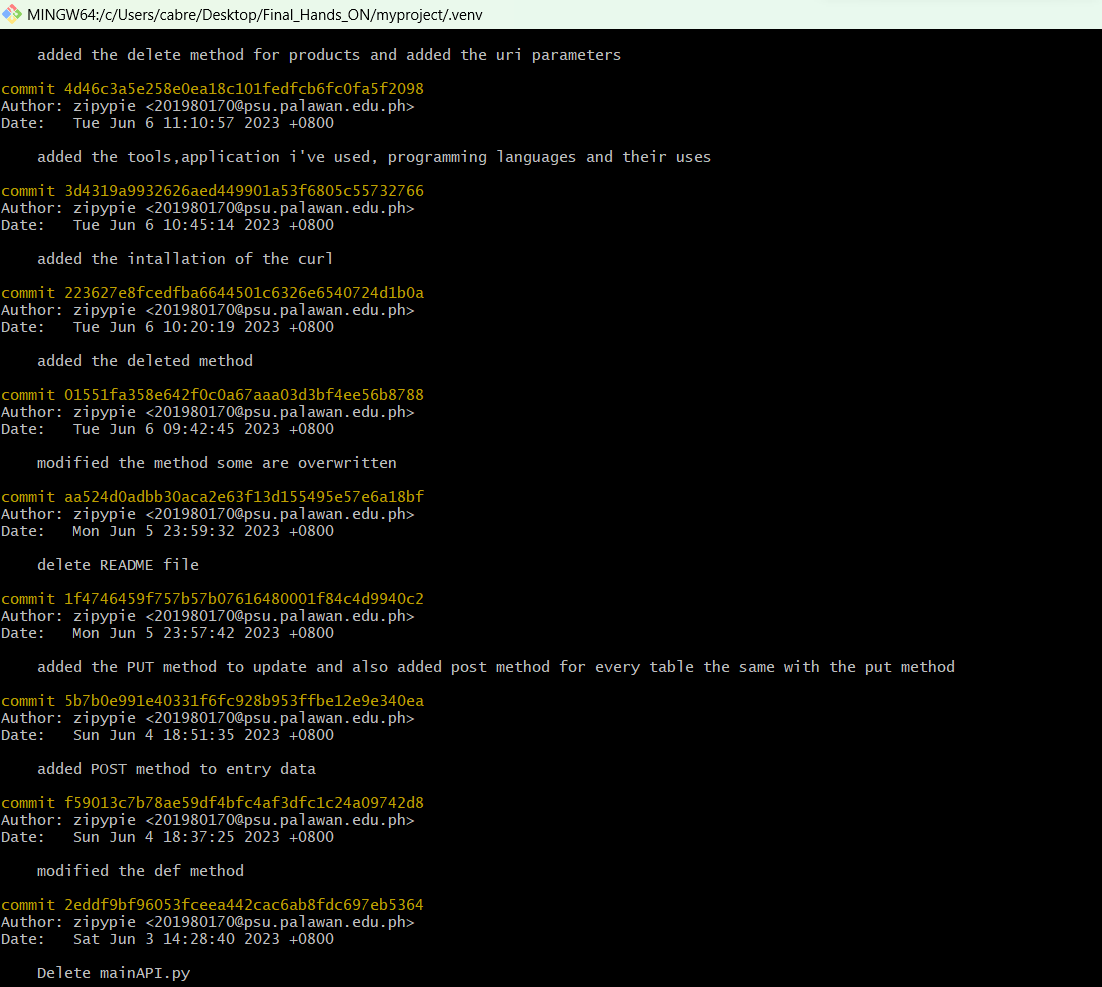 MINGW64:/c/Users/cabre/Desktop/Final_Hands_ON/myproject/.venv
added the delete method for products and added the uri parameters
commit 4d46c3a5e258e0ea18c101fedfcb6fc0fa5f2098
Author: zipypie <201980170@psu.palawan.edu.ph>
Date: Tue Jun 6 11:10:57 2023 +0800
added the tools,application i've used, programming languages and their uses
commit 3d4319a9932626aed449901a53f6805c55732766
Author: zipypie <201980170@psu.palawan.edu.ph>
Date: Tue Jun 6 10:45:14 2023 +0800
added the intallation of the curl
commit 223627e8fcedfba6644501c6326e6540724d1b0a
Author: zipypie <201980170@psu.palawan.edu.ph>
Date: Tue Jun 6 10:20:19 2023 +0800
added the deleted method
commit 01551fa358e642f0c0a67aaa03d3bf4ee56b8788
Author: zipypie <201980170@psu.palawan.edu.ph>
Date: Tue Jun 6 09:42:45 2023 +0800
modified the method some are overwritten
commit aa524d0adbb30aca2e63f13d155495e57e6a18bf
Author: zipypie <201980170@psu.palawan.edu.ph>
Date: Mon Jun 5 23:59:32 2023 +0800
delete README file
commit 1f4746459f757b57b07616480001f84c4d9940c2
Author: zipypie <201980170@psu.palawan.edu.ph>
Date: Mon Jun 5 23:57:42 2023 +0800
added the PUT method to update and also added post method for every table the same with the put method
commit 5b7b0e991e40331f6fc928b953ffbe12e9e340ea
Author: zipypie <201980170@psu.palawan.edu.ph>
Date: Sun Jun 4 18:51:35 2023 +0800
added POST method to entry data
commit f59013c7b78ae59df4bfc4af3dfc1c24a09742d8
Author: zipypie <201980170@psu.palawan.edu.ph>
Date: Sun Jun 4 18:37:25 2023 +0800
modified the def method
commit 2eddf9bf96053fceea442cac6ab8fdc697eb5364
Author: zipypie <201980170@psu.palawan.edu.ph>
Date: Sat Jun 3 14:28:40 2023 +0800
Delete mainAPI.py